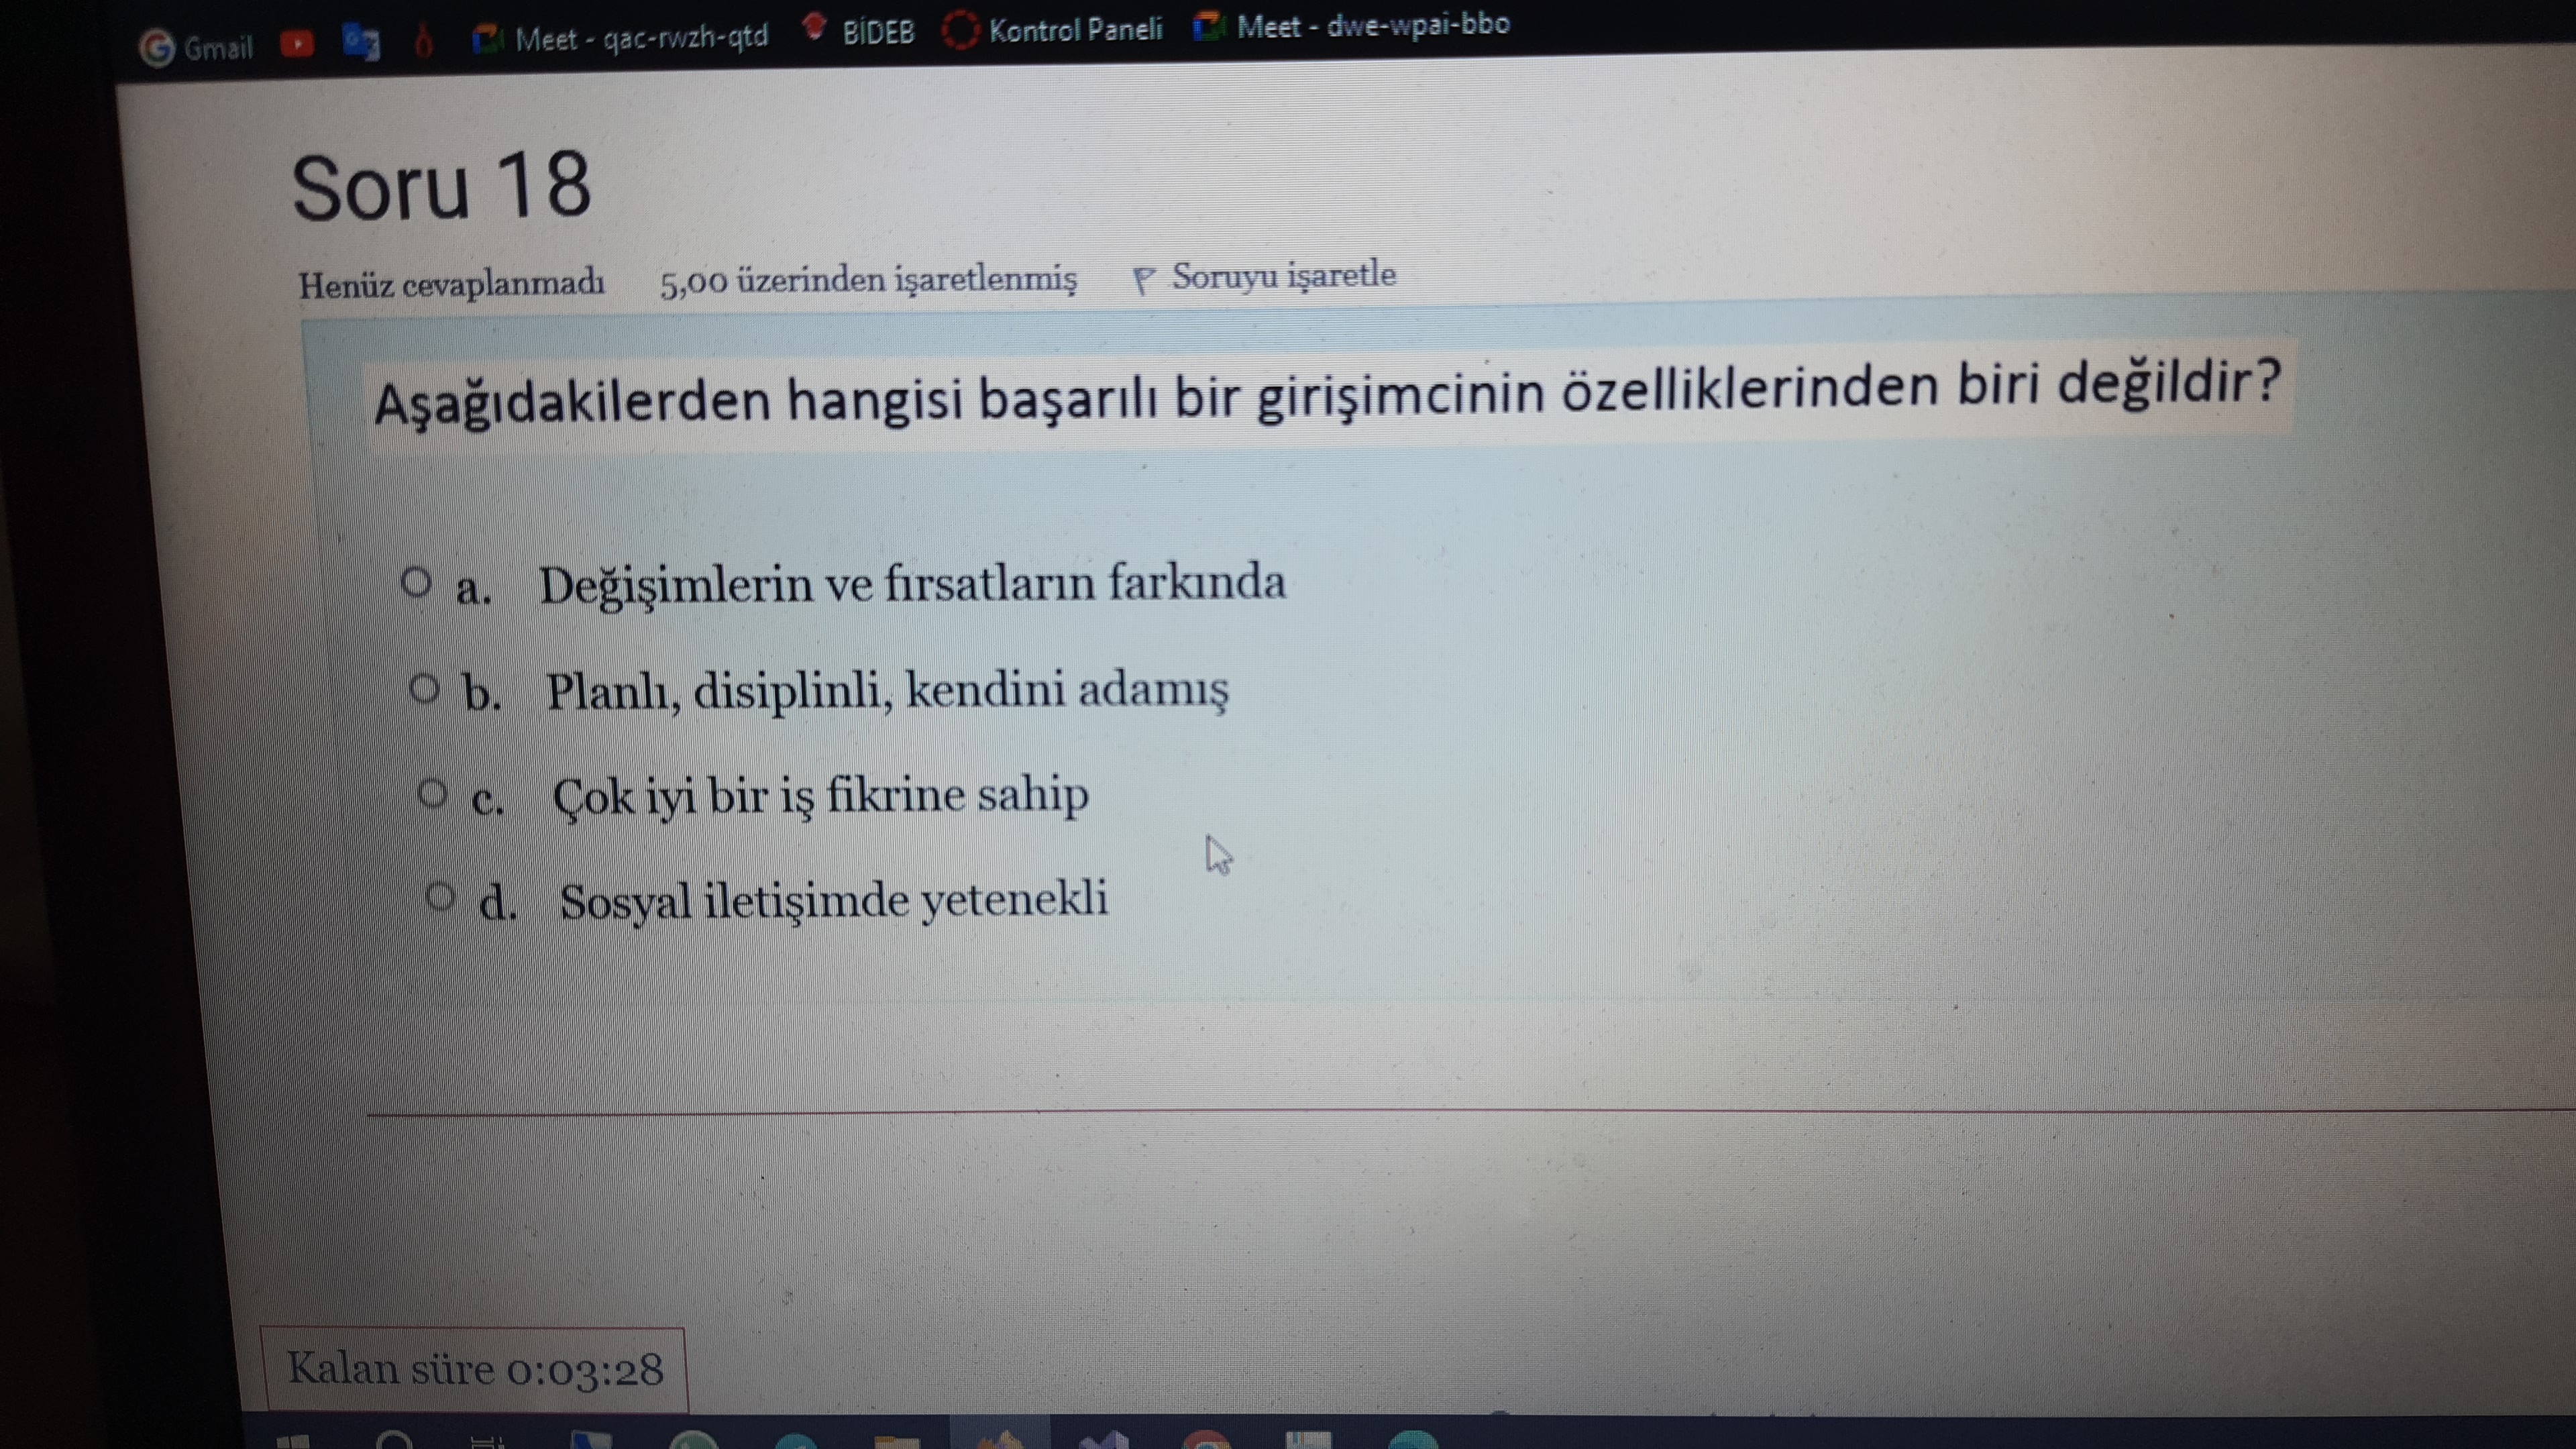 Gmail Meet - qac-rwzh-qtd BİDEB Kontrol Paneli Meet - dwe-wpai-bbo
Soru 18
Henüz cevaplanmadı 5,00 üzerinden işaretlenmiş Soruyu işaretle
Aşağıdakilerden hangisi başarılı bir girişimcinin özelliklerinden biri değildir?
a. Değişimlerin ve fırsatların farkında
b. Planlı, disiplinli, kendini adamış
c. Çok iyi bir iş fikrine sahip
d. Sosyal iletişimde yetenekli
Kalan süre 0:03:28